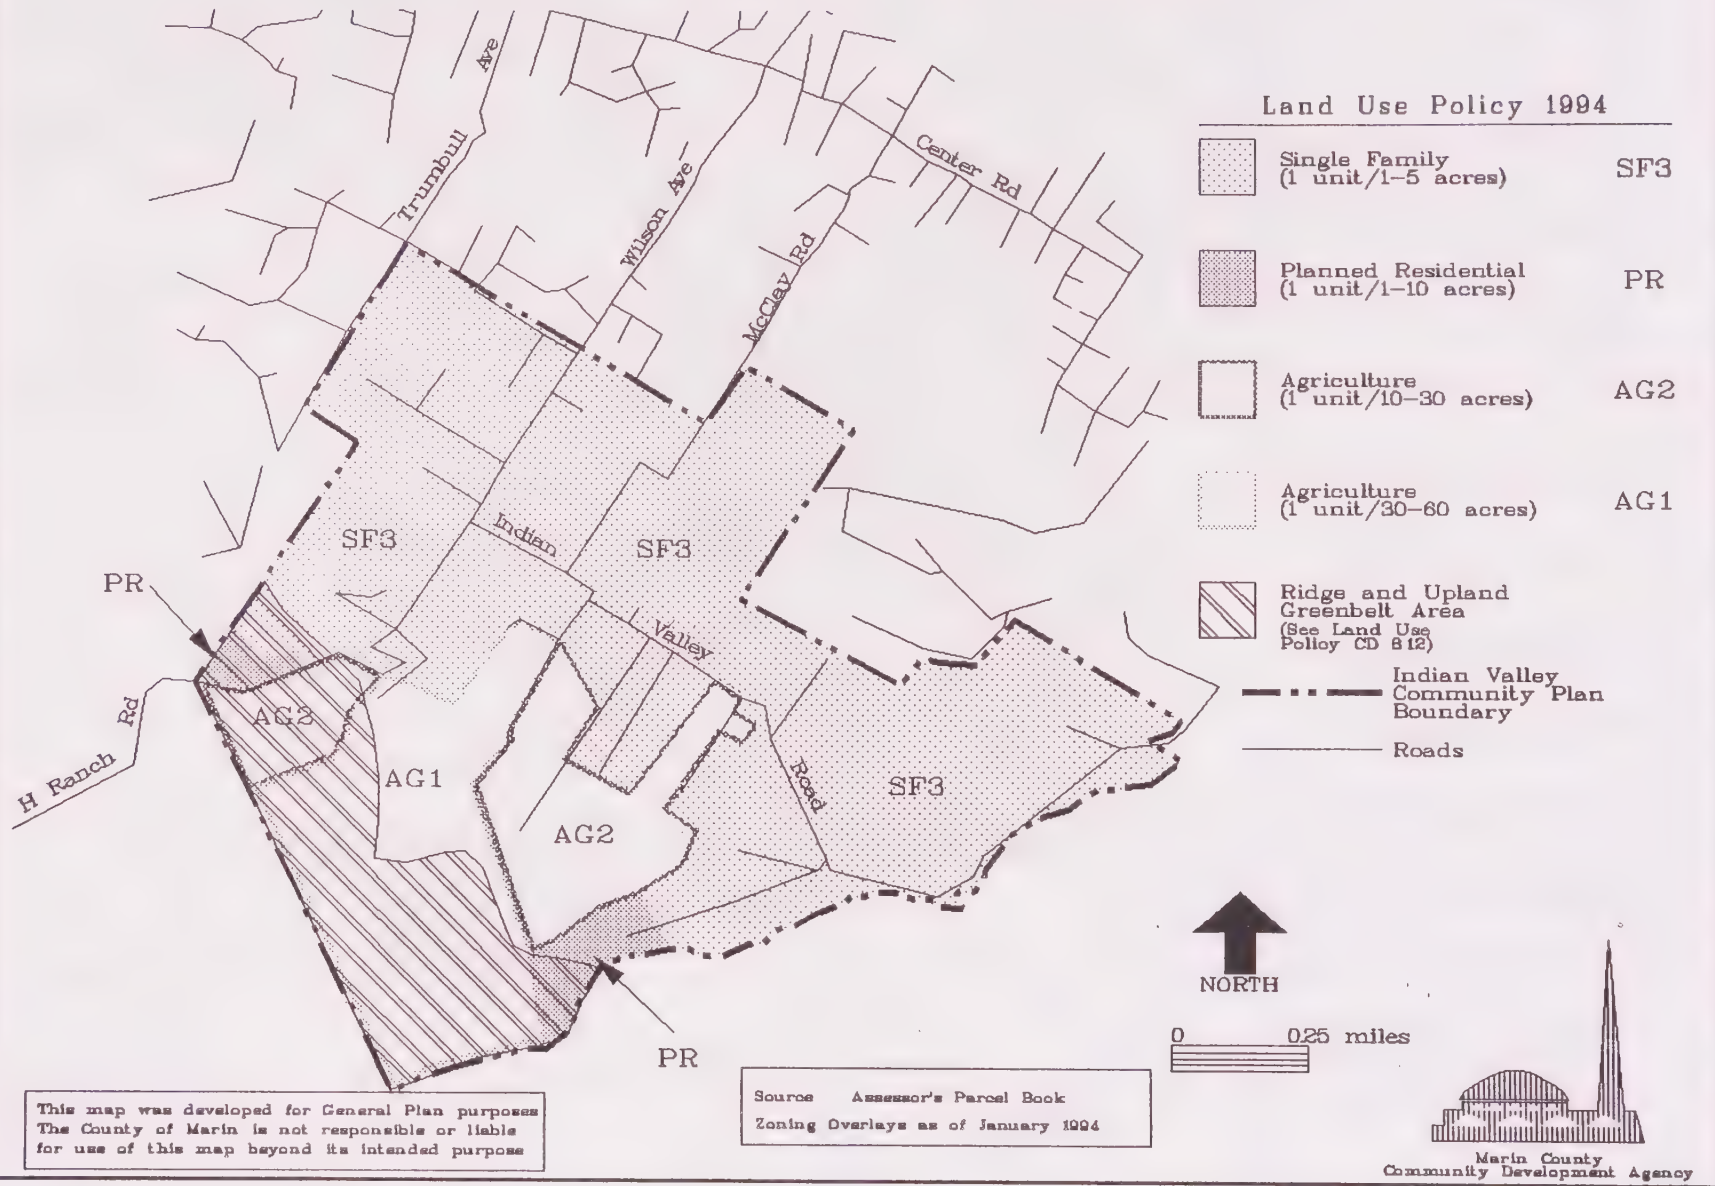 Ave
Trumbull
Wilson Ave
McClay Rd
Center Rd
Land Use Policy 1994
Single Family
(1 unit/1-5 acres)
SF3
Planned Residential
(1 unit/1-10 acres)
PR
Agriculture
(1 unit/10-30 acres)
AG2
Agriculture
(1 unit/30-60 acres)
AG1
Ridge and Upland
Greenbelt Area
(See Land Use
Policy CD 8 12)
Indian Valley
Community Plan
Boundary
Roads
SF3
Indian
SF3
PR
Valley
H Ranch Rd
AG2
AG1
Road
SF3
AG2
PR
NORTH
0 0.25 miles
This map was developed for General Plan purposes
The County of Marin is not responsible or liable
for use of this map beyond its intended purpose
Source Assessor's Parcel Book
Zoning Overlays as of January 1994
Marin County
Community Development Agency